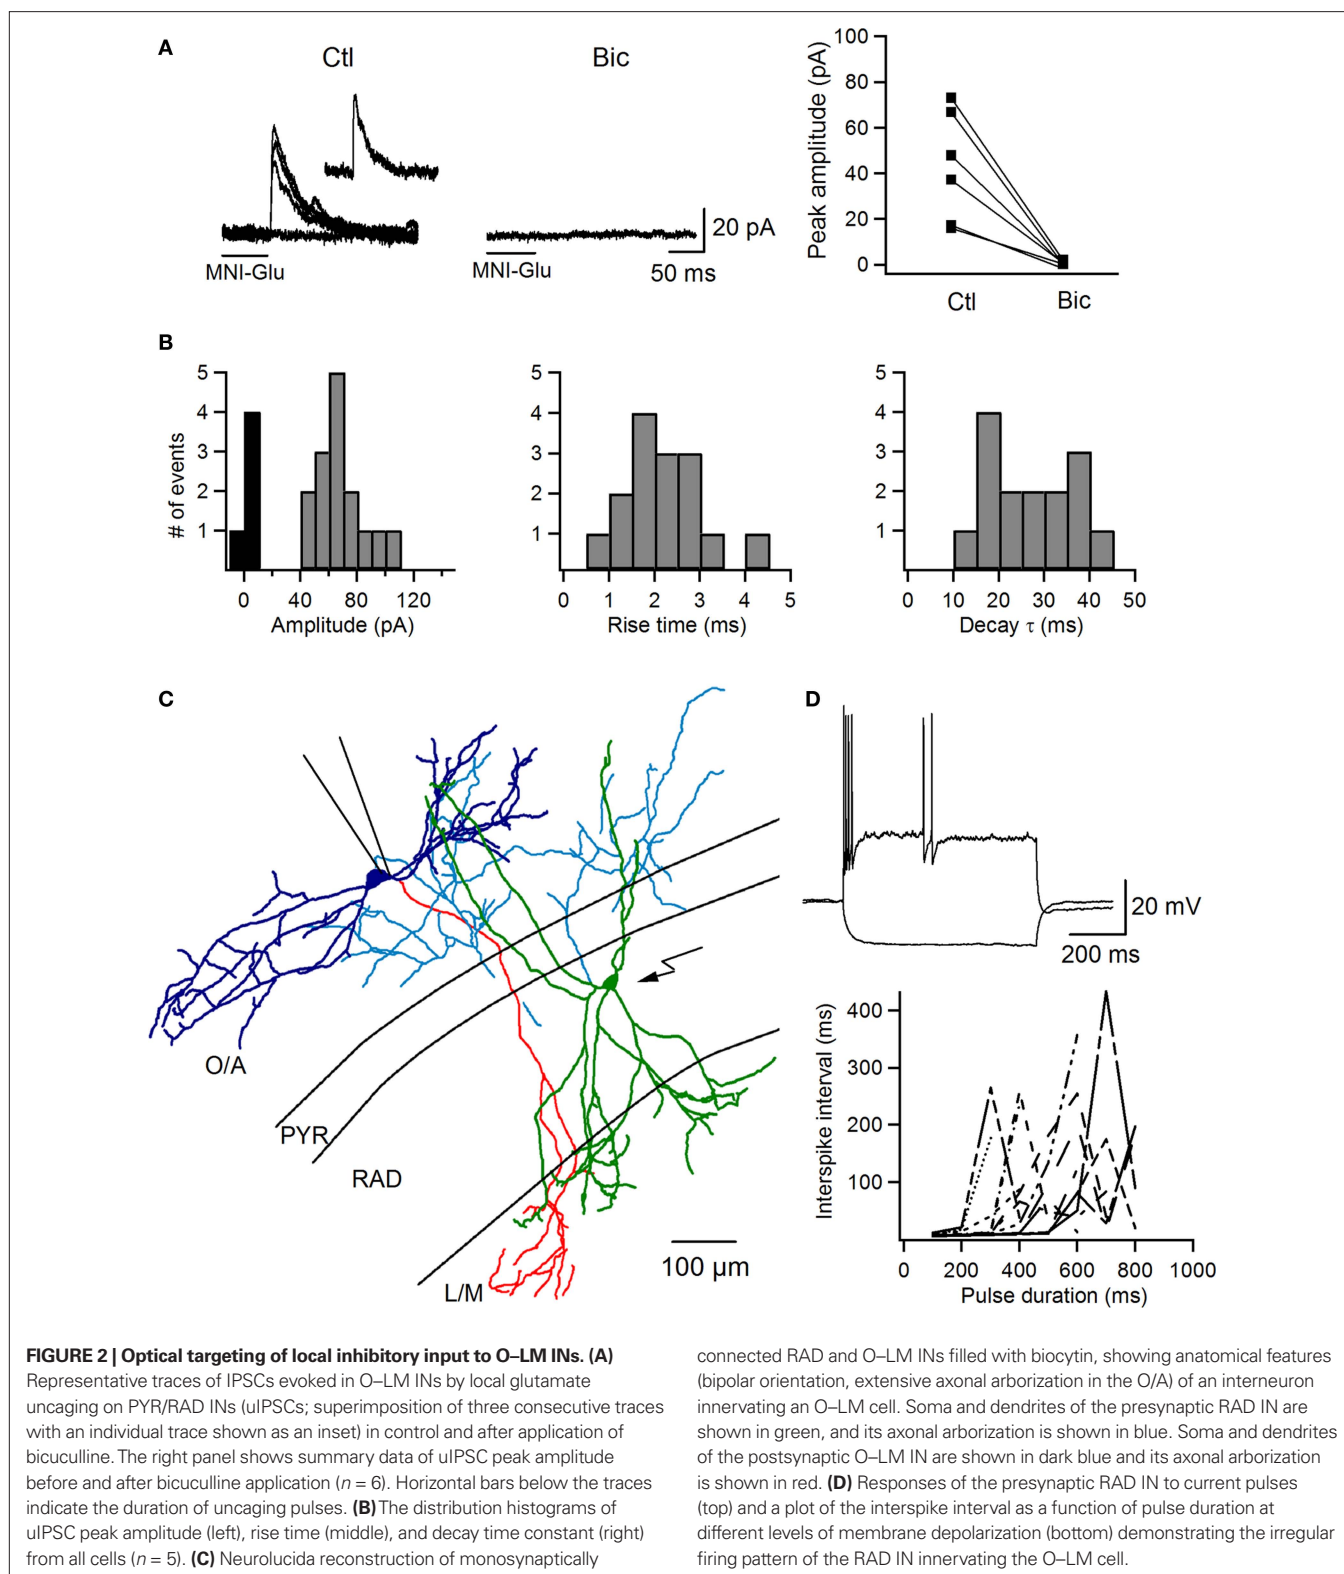 A
Ctl
Bic
MNI-Glu
MNI-Glu
20 pA
50 ms
Peak amplitude (pA)
100
80
60
40
20
0
Ctl
Bic
B
# of events
5
4
3
2
1
0
40
80
120
Amplitude (pA)
5
4
3
2
1
0
1
2
3
4
5
Rise time (ms)
5
4
3
2
1
0
10
20
30
40
50
Decay τ (ms)
C
O/A
PYR
RAD
L/M
100 µm
D
20 mV
200 ms
Interspike interval (ms)
400
300
200
100
0
200
400
600
800
1000
Pulse duration (ms)
FIGURE 2 | Optical targeting of local inhibitory input to O–LM INs. (A)
Representative traces of IPSCs evoked in O–LM INs by local glutamate
uncaging on PYR/RAD INs (uIPSCs; superimposition of three consecutive traces
with an individual trace shown as an inset) in control and after application of
bicuculline. The right panel shows summary data of uIPSC peak amplitude
before and after bicuculline application (n = 6). Horizontal bars below the traces
indicate the duration of uncaging pulses. (B) The distribution histograms of
uIPSC peak amplitude (left), rise time (middle), and decay time constant (right)
from all cells (n = 5). (C) Neurolucida reconstruction of monosynaptically
connected RAD and O–LM INs filled with biocytin, showing anatomical features
(bipolar orientation, extensive axonal arborization in the O/A) of an interneuron
innervating an O–LM cell. Soma and dendrites of the presynaptic RAD IN are
shown in green, and its axonal arborization is shown in blue. Soma and dendrites
of the postsynaptic O–LM IN are shown in dark blue and its axonal arborization
is shown in red. (D) Responses of the presynaptic RAD IN to current pulses
(top) and a plot of the interspike interval as a function of pulse duration at
different levels of membrane depolarization (bottom) demonstrating the irregular
firing pattern of the RAD IN innervating the O–LM cell.